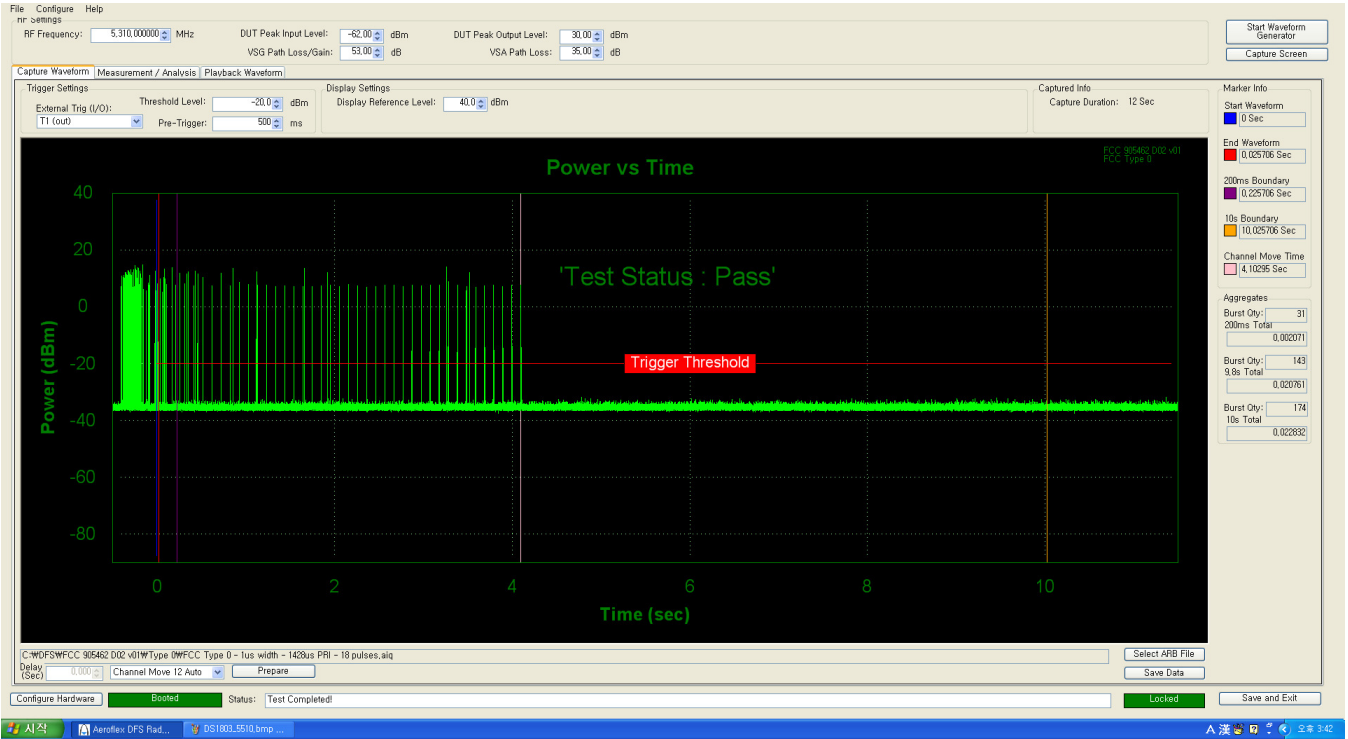 File Configure Help
RF Settings
RF Frequency: 5,310,000000 MHz DUT Peak Input Level: -62,00 dBm DUT Peak Output Level: 30,00 dBm
VSG Path Loss/Gain: 53,00 dB VSA Path Loss: 35,00 dB
Start Waveform
Generator
Capture Screen
Capture Waveform Measurement / Analysis Playback Waveform
Trigger Settings
External Trig (I/O): Threshold Level: -20,0 dBm
T1 (out) Pre-Trigger: 500 ms
Display Settings
Display Reference Level: 40,0 dBm
Captured Info
Capture Duration: 12 Sec
Marker Info
Start Waveform
0 Sec
End Waveform
0,025706 Sec
200ms Boundary
0,225706 Sec
10s Boundary
10,025706 Sec
Channel Move Time
4,10295 Sec
Aggregates
Burst Qty: 31
200ms Total
0,002071
Burst Qty: 143
9,8s Total
0,020761
Burst Qty: 174
10s Total
0,022832
FCC 905462 D02 v01
FCC Type 0
Power vs Time
'Test Status : Pass'
Trigger Threshold
Power (dBm)
40
20
0
-20
-40
-60
-80
0 2 4 6 8 10
Time (sec)
C:₩DFS₩FCC 905462 D02 v01₩Type 0₩FCC Type 0 - 1us width - 1428us PRI - 18 pulses,aiq
Select ARB File
Delay
(Sec) 0,000 Channel Move 12 Auto Prepare Save Data
Configure Hardware Booted Status: Test Completed! Locked Save and Exit
시작 Aeroflex DFS Rad... DS1803_5510,bmp ... A 漢 오후 3:42